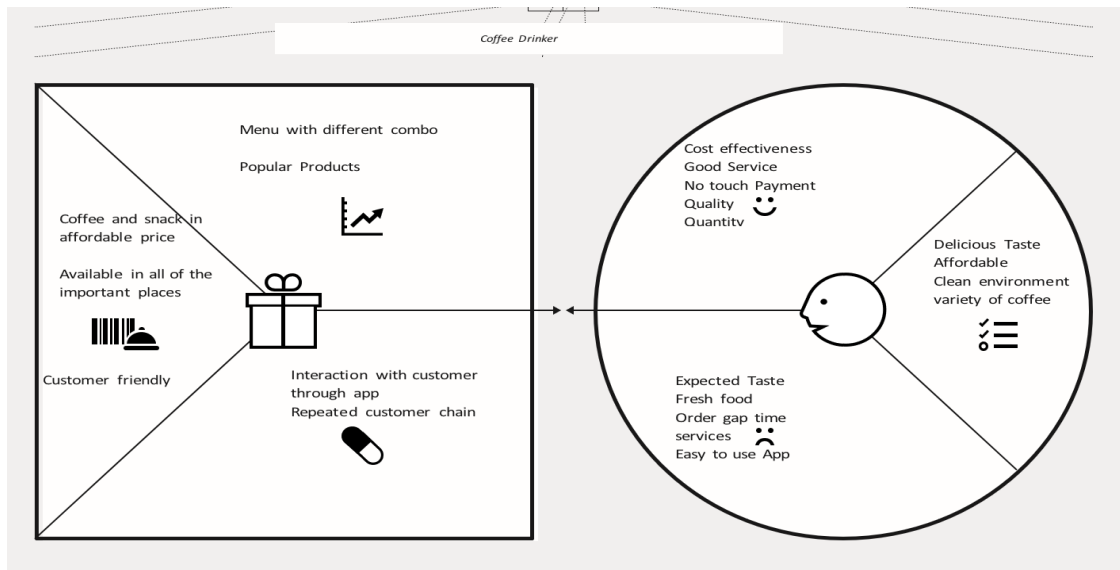 Coffee Drinker
Menu with different combo
Popular Products
Coffee and snack in
affordable price
Available in all of the
important places
Customer friendly
Interaction with customer
through app
Repeated customer chain
Cost effectiveness
Good Service
No touch Payment
Quality
Quantity
Delicious Taste
Affordable
Clean environment
variety of coffee
Expected Taste
Fresh food
Order gap time
services
Easy to use App